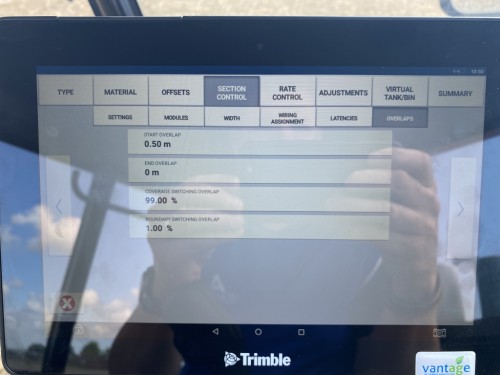 TYPE MATERIAL OFFSETS SECTION CONTROL RATE CONTROL ADJUSTMENTS VIRTUAL TANK/BIN SUMMARY
SETTINGS MODULES WIDTH WIRING ASSIGNMENT LATENCIES OVERLAPS
START OVERLAP
0.50 m
END OVERLAP
0 m
COVERAGE SWITCHING OVERLAP
99.00 %
BOUNDARY SWITCHING OVERLAP
1.00 %
Trimble
vantage